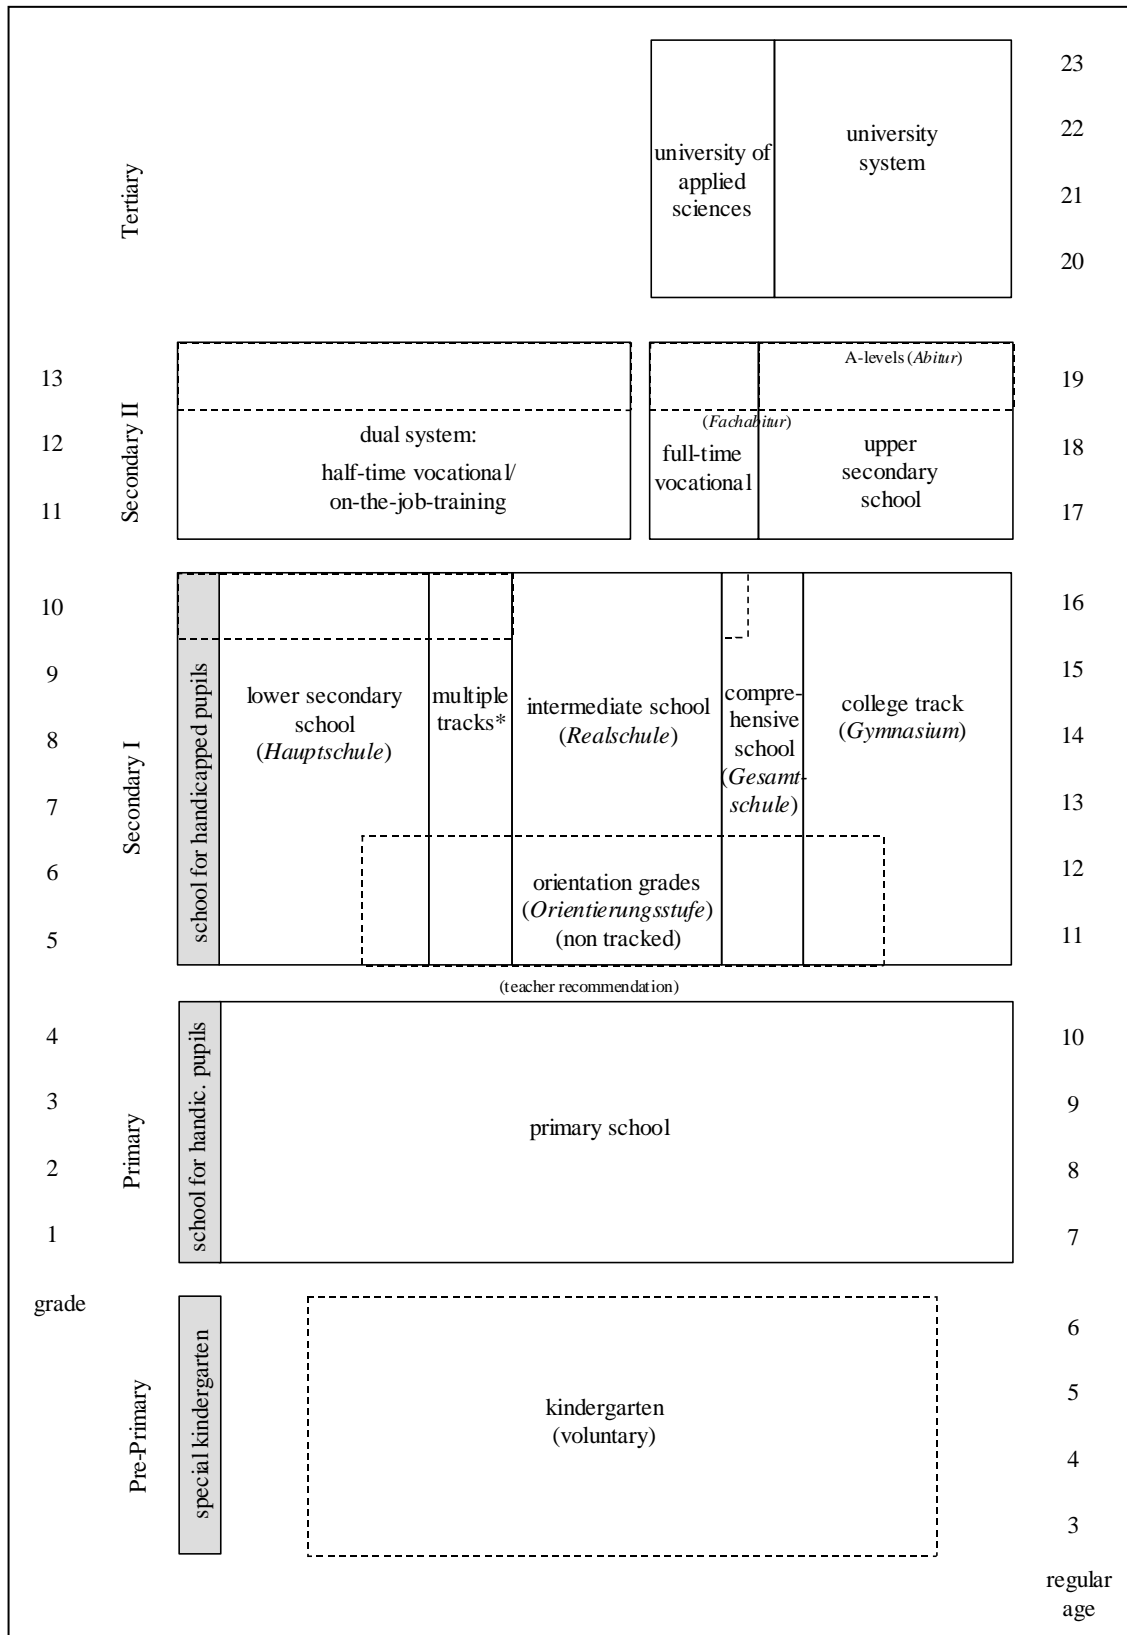 23
22
21
20
Tertiary
university of
applied
sciences
university
system
13
12
11
Secondary II
dual system:
half-time vocational/
on-the-job-training
(Fachabitur)
full-time
vocational
A-levels (Abitur)
upper
secondary
school
19
18
17
10
9
8
7
6
5
Secondary I
school for handicapped pupils
lower secondary
school
(Hauptschule)
multiple
tracks*
intermediate school
(Realschule)
compre-
hensive
school
(Gesamt-
schule)
college track
(Gymnasium)
orientation grades
(Orientierungsstufe)
(non tracked)
16
15
14
13
12
11
(teacher recommendation)
4
3
2
1
grade
Primary
school for handic. pupils
primary school
10
9
8
7
Pre-Primary
special kindergarten
kindergarten
(voluntary)
6
5
4
3
regular
age